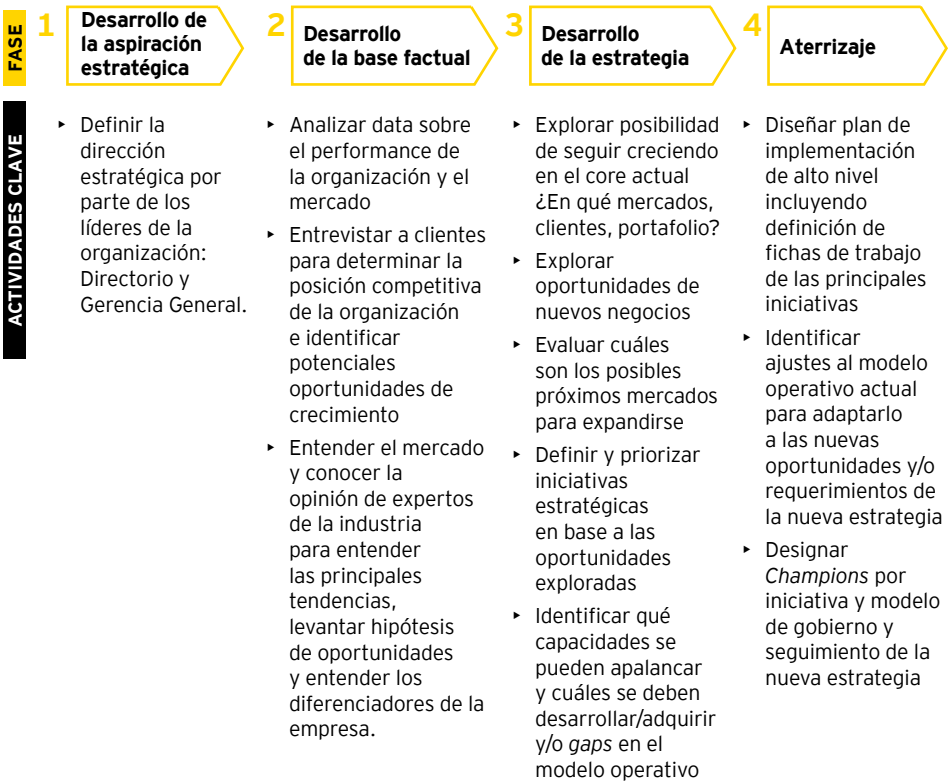 FASE
1
Desarrollo de
la aspiración
estratégica
2
Desarrollo
de la base factual
3
Desarrollo
de la estrategia
4
Aterrizaje
ACTIVIDADES CLAVE
‣ Definir la
dirección
estratégica por
parte de los
líderes de la
organización:
Directorio y
Gerencia General.
‣ Analizar data sobre
el performance de
la organización y el
mercado
‣ Entrevistar a clientes
para determinar la
posición competitiva
de la organización
e identificar
potenciales
oportunidades de
crecimiento
‣ Entender el mercado
y conocer la
opinión de expertos
de la industria
para entender
las principales
tendencias,
levantar hipótesis
de oportunidades
y entender los
diferenciadores de la
empresa.
‣ Explorar posibilidad
de seguir creciendo
en el core actual
¿En qué mercados,
clientes, portafolio?
‣ Explorar
oportunidades de
nuevos negocios
‣ Evaluar cuáles
son los posibles
próximos mercados
para expandirse
‣ Definir y priorizar
iniciativas
estratégicas
en base a las
oportunidades
exploradas
‣ Identificar qué
capacidades se
pueden apalancar
y cuáles se deben
desarrollar/adquirir
y/o gaps en el
modelo operativo
‣ Diseñar plan de
implementación
de alto nivel
incluyendo
definición de
fichas de trabajo
de las principales
iniciativas
‣ Identificar
ajustes al modelo
operativo actual
para adaptarlo
a las nuevas
oportunidades y/o
requerimientos de
la nueva estrategia
‣ Designar
Champions por
iniciativa y modelo
de gobierno y
seguimiento de la
nueva estrategia